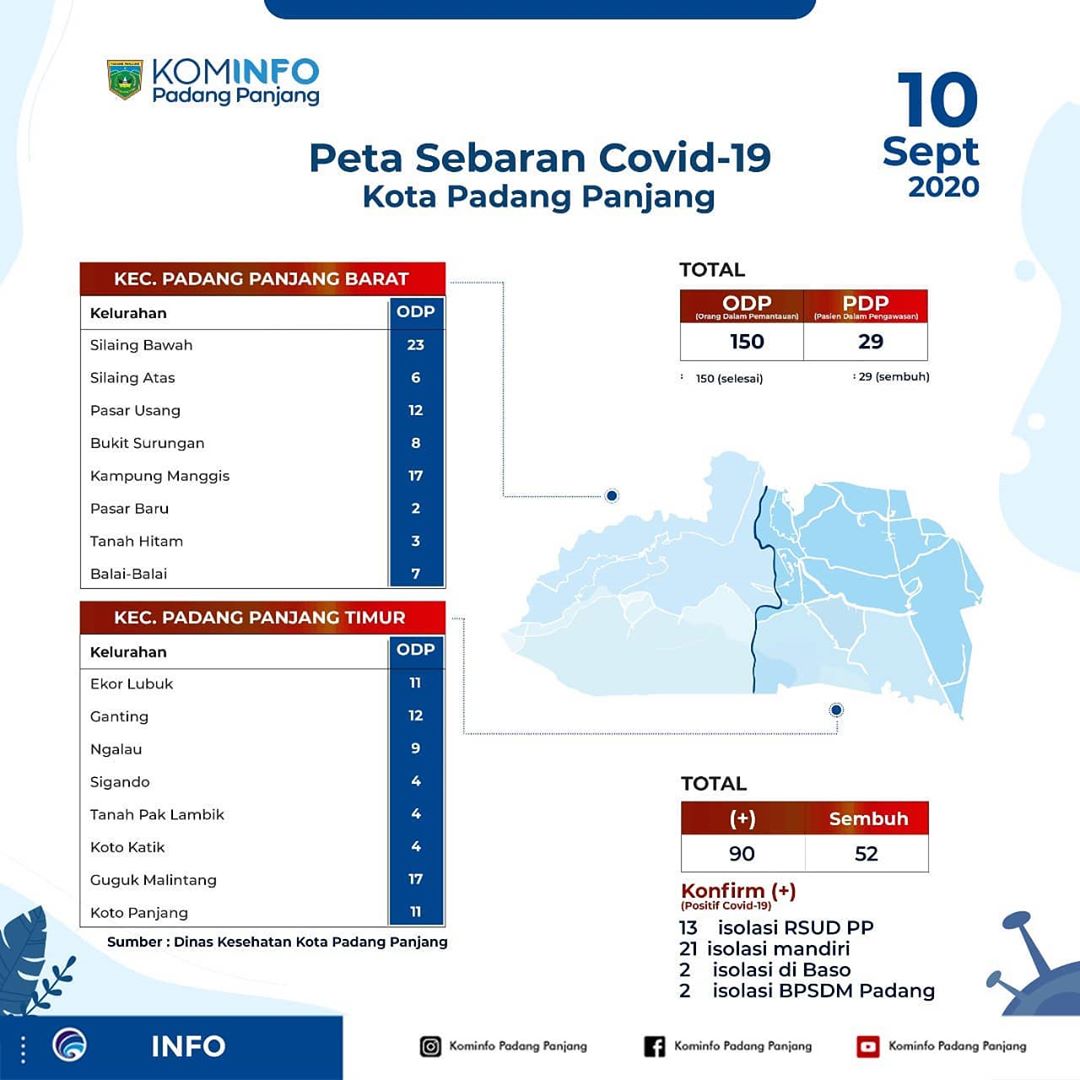 KOMINFO
Padang Panjang
10
Sept
2020
Peta Sebaran Covid-19
Kota Padang Panjang
KEC. PADANG PANJANG BARAT
Kelurahan ODP
Silaing Bawah 23
Silaing Atas 6
Pasar Usang 12
Bukit Surungan 8
Kampung Manggis 17
Pasar Baru 2
Tanah Hitam 3
Balai-Balai 7
KEC. PADANG PANJANG TIMUR
Kelurahan ODP
Ekor Lubuk 11
Ganting 12
Ngalau 9
Sigando 4
Tanah Pak Lambik 4
Koto Katik 4
Guguk Malintang 17
Koto Panjang 11
Sumber : Dinas Kesehatan Kota Padang Panjang
TOTAL
ODP PDP
(Orang Dalam Pemantauan) (Pasien Dalam Pengawasan)
150 29
: 150 (selesai) : 29 (sembuh)
TOTAL
(+) Sembuh
90 52
Konfirm (+)
(Positif Covid-19)
13 isolasi RSUD PP
21 isolasi mandiri
2 isolasi di Baso
2 isolasi BPSDM Padang
INFO
Kominfo Padang Panjang Kominfo Padang Panjang Kominfo Padang Panjang